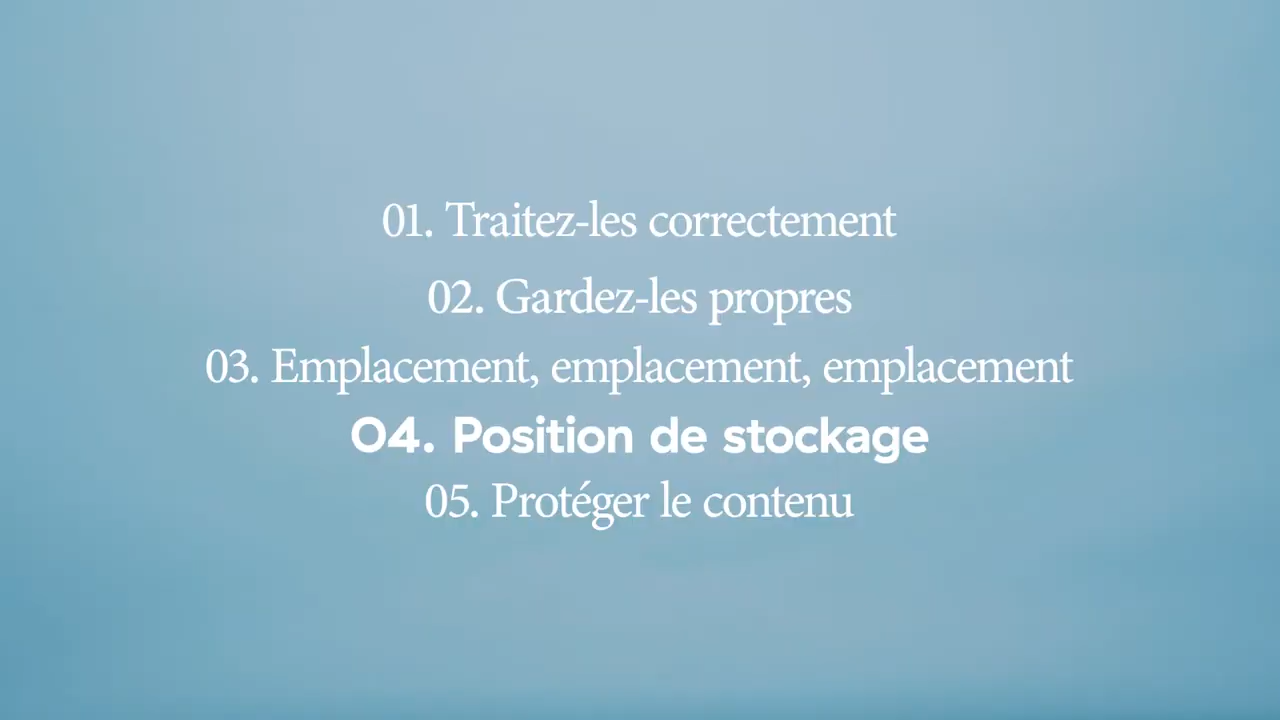 01. Traitez-les correctement
02. Gardez-les propres
03. Emplacement, emplacement, emplacement
04. Position de stockage
05. Protéger le contenu